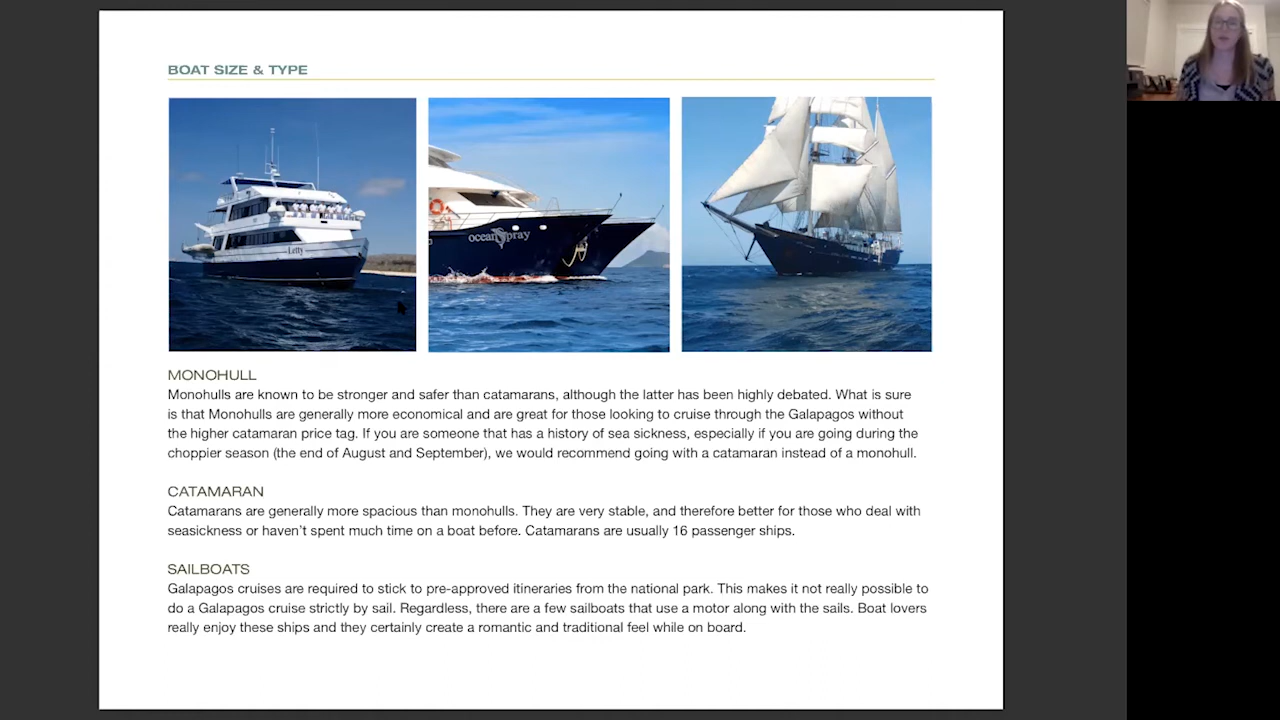 BOAT SIZE & TYPE
Letty
oceanspray
MONOHULL
Monohulls are known to be stronger and safer than catamarans, although the latter has been highly debated. What is sure
is that Monohulls are generally more economical and are great for those looking to cruise through the Galapagos without
the higher catamaran price tag. If you are someone that has a history of sea sickness, especially if you are going during the
choppier season (the end of August and September), we would recommend going with a catamaran instead of a monohull.
CATAMARAN
Catamarans are generally more spacious than monohulls. They are very stable, and therefore better for those who deal with
seasickness or haven't spent much time on a boat before. Catamarans are usually 16 passenger ships.
SAILBOATS
Galapagos cruises are required to stick to pre-approved itineraries from the national park. This makes it not really possible to
do a Galapagos cruise strictly by sail. Regardless, there are a few sailboats that use a motor along with the sails. Boat lovers
really enjoy these ships and they certainly create a romantic and traditional feel while on board.